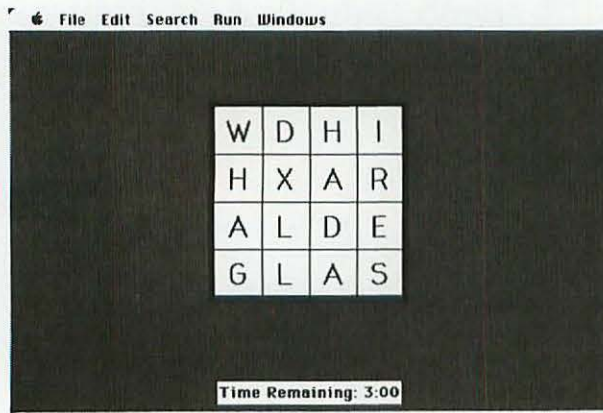 File Edit Search Run Windows
W D H I
H X A R
A L D E
G L A S
Time Remaining: 3:00